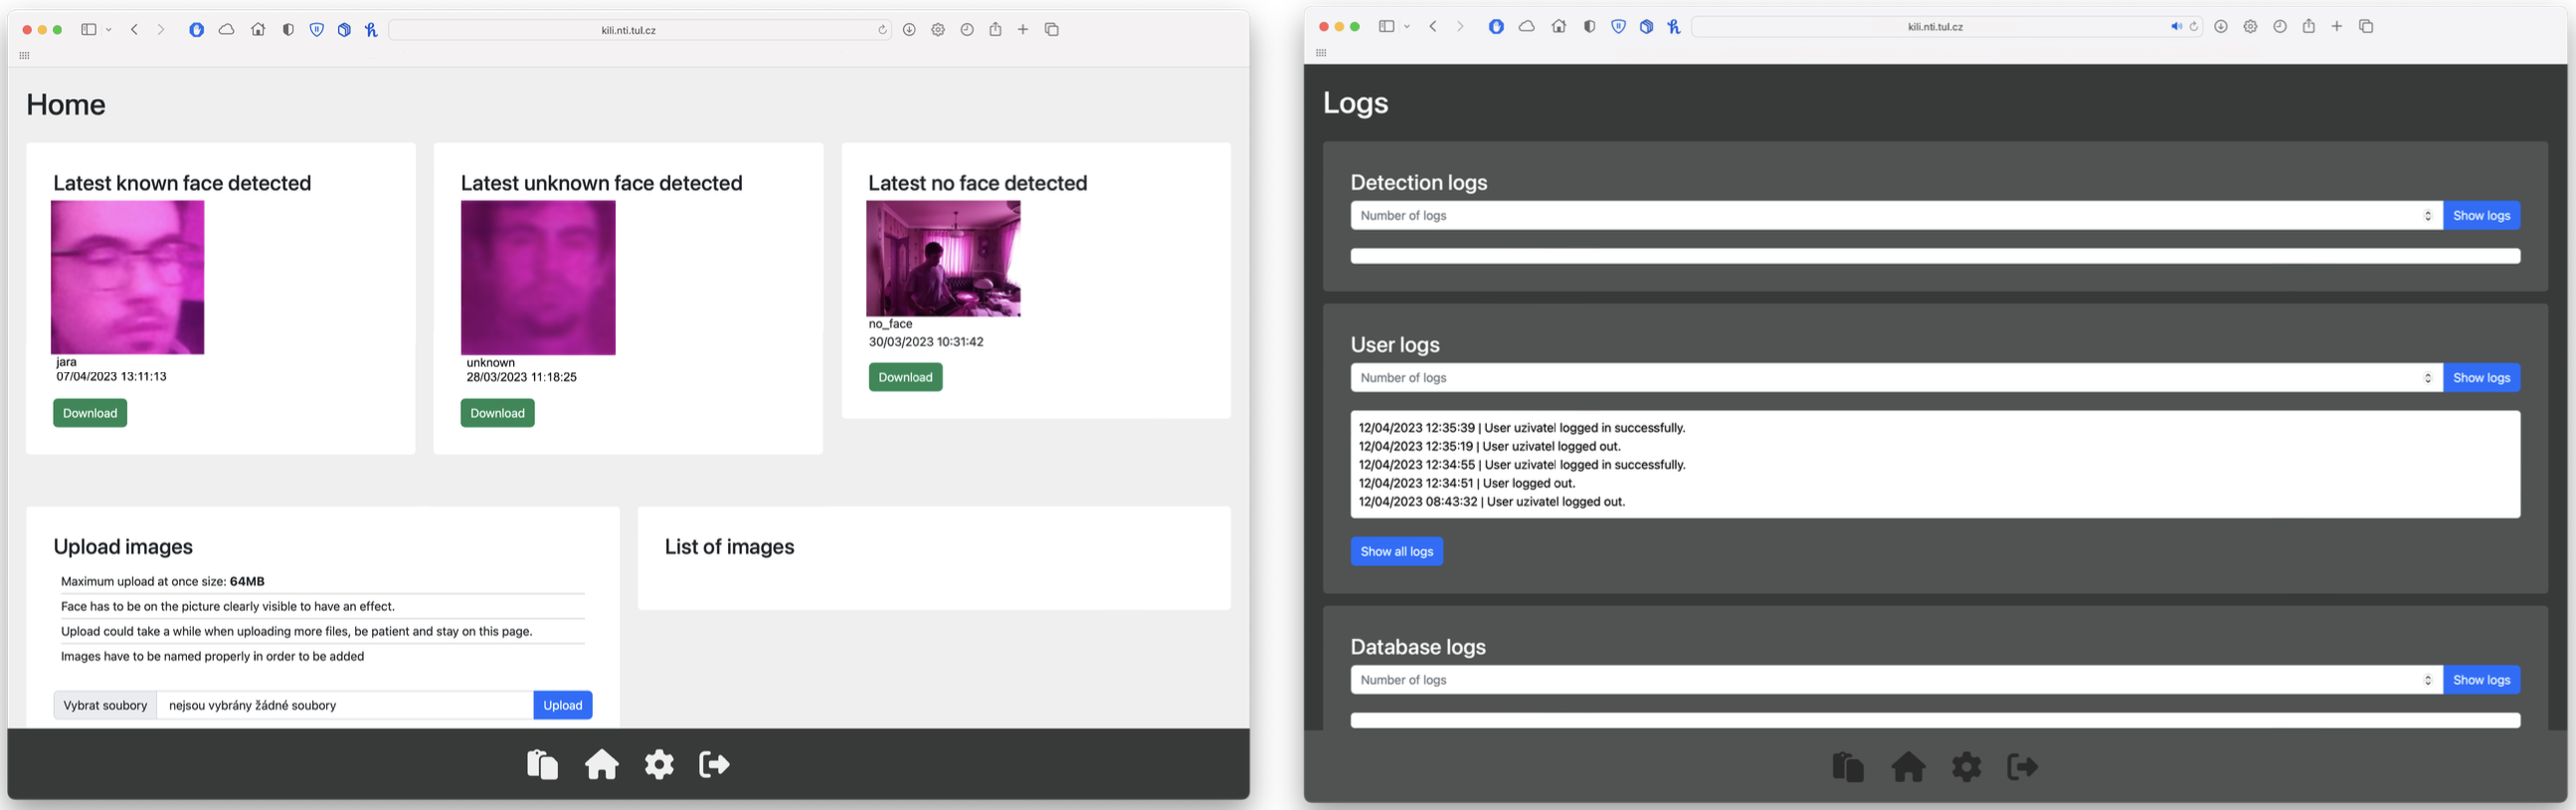 kili.nti.tul.cz
Home
Latest known face detected
jara
07/04/2023 13:11:13
Download
Latest unknown face detected
unknown
28/03/2023 11:18:25
Download
Latest no face detected
no_face
30/03/2023 10:31:42
Download
Upload images
Maximum upload at once size: 64MB
Face has to be on the picture clearly visible to have an effect.
Upload could take a while when uploading more files, be patient and stay on this page.
Images have to be named properly in order to be added
Vybrat soubory nejsou vybrány žádné soubory Upload
List of images
kili.nti.tul.cz
Logs
Detection logs
Number of logs Show logs
User logs
Number of logs Show logs
12/04/2023 12:35:39 | User uzivatel logged in successfully.
12/04/2023 12:35:19 | User uzivatel logged out.
12/04/2023 12:34:55 | User uzivatel logged in successfully.
12/04/2023 12:34:51 | User logged out.
12/04/2023 08:43:32 | User uzivatel logged out.
Show all logs
Database logs
Number of logs Show logs